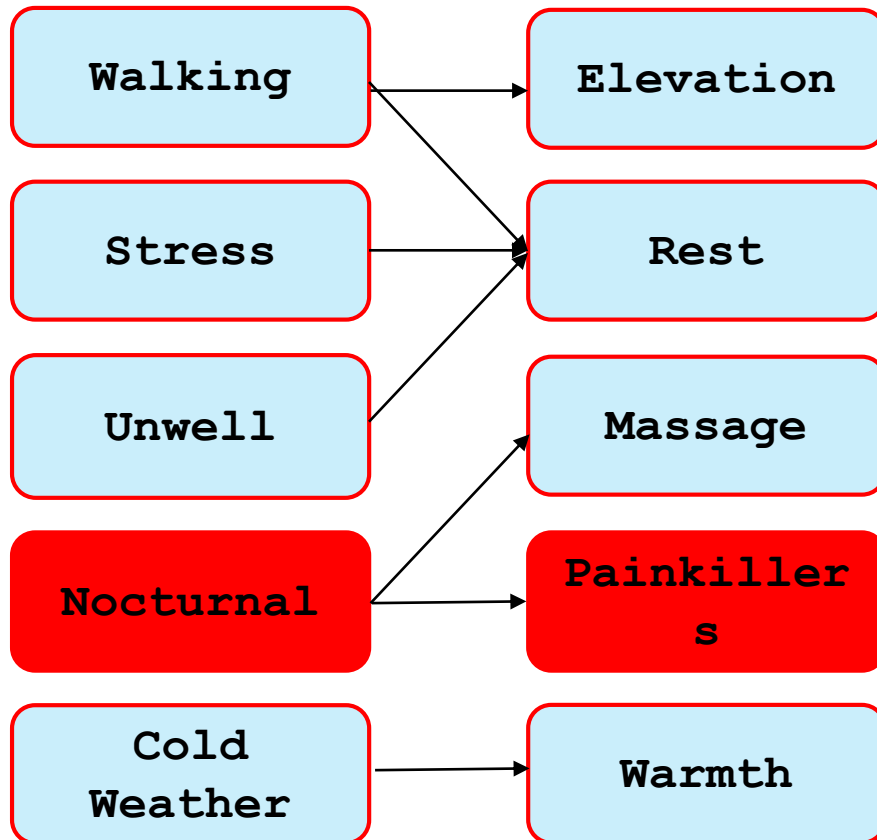 Walking
Elevation
Stress
Rest
Unwell
Massage
Nocturnal
Painkiller
s
Cold
Weather
Warmth